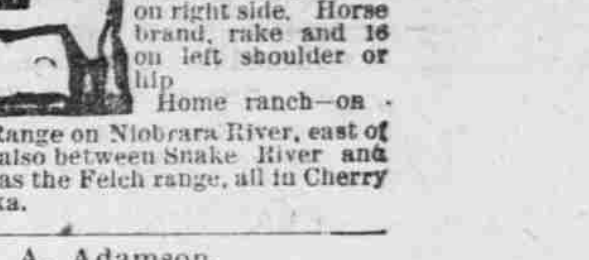 on right side. Horse
brand, rake and 16
on left shoulder or
hip
Home ranch—on
Range on Niobrara River, east of
also between Snake River and
as the Felch range, all in Cherry
ka.
A. Adamson